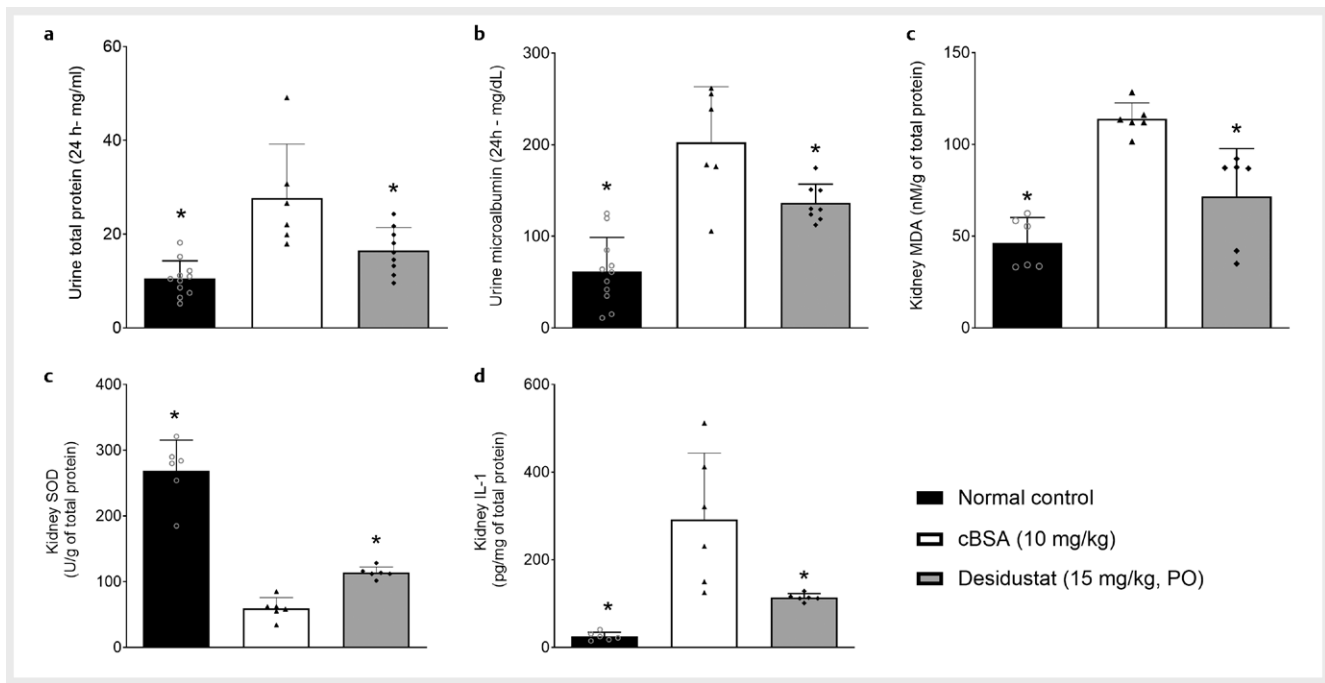 a
Urine total protein (24 h- mg/ml)
60
40
20
0
*
*
b
Urine microalbumin (24h - mg/dL)
300
200
100
0
*
*
c
Kidney MDA (nM/g of total protein)
150
100
50
0
*
*
c
Kidney SOD
(U/g of total protein)
400
300
200
100
0
*
*
d
Kidney IL-1
(pg/mg of total protein)
600
400
200
0
*
*
Normal control
cBSA (10 mg/kg)
Desidustat (15 mg/kg, PO)